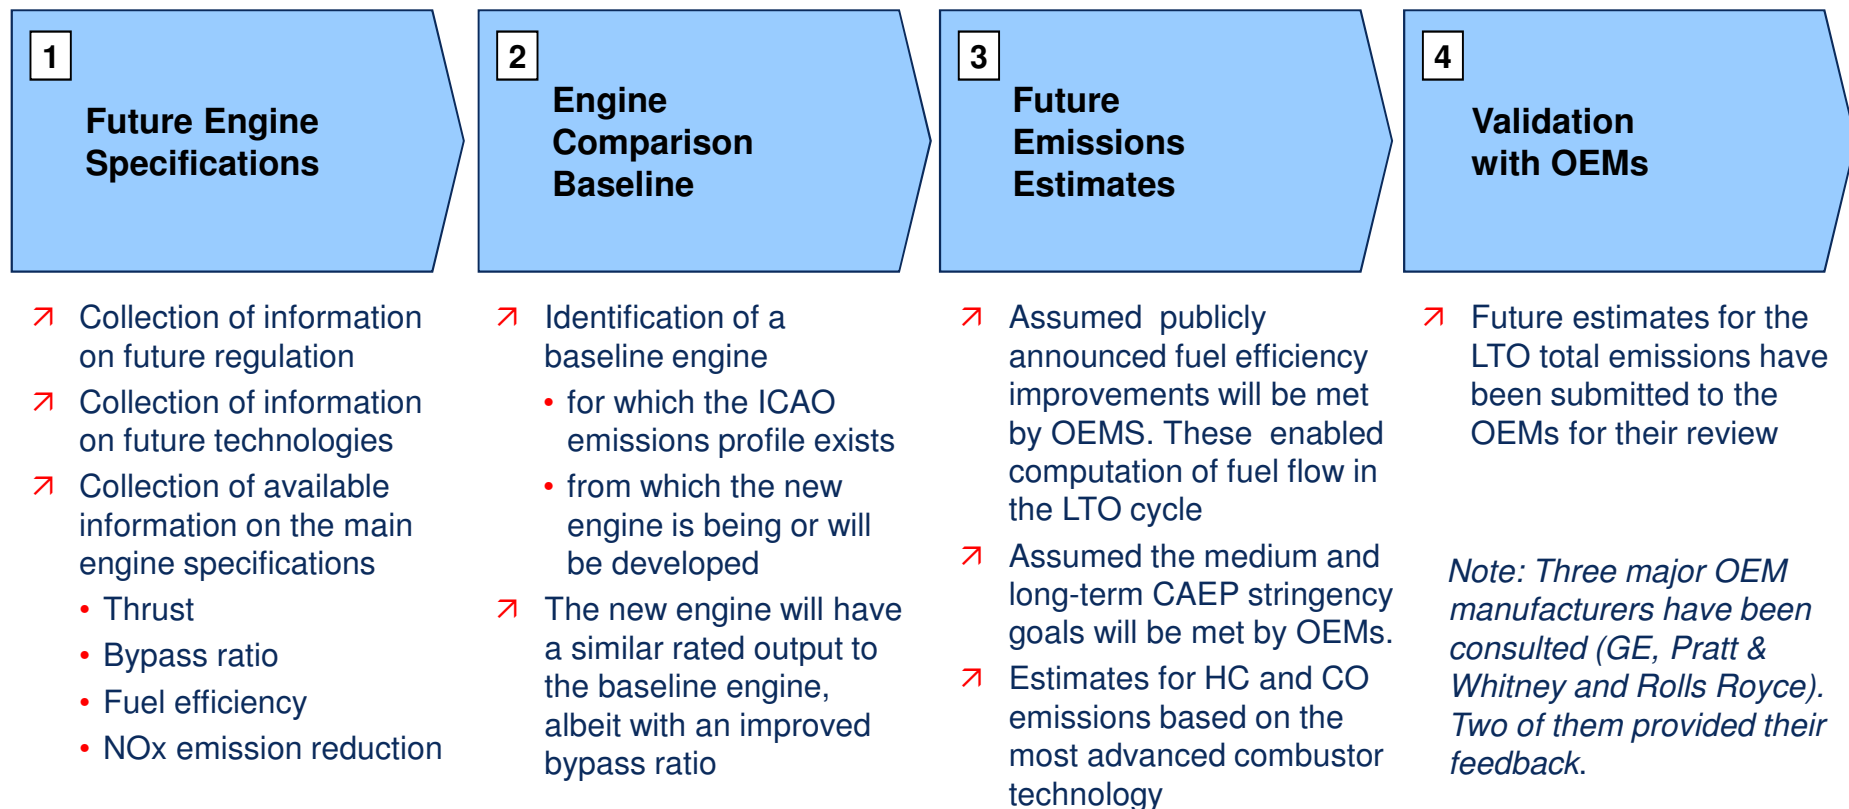 1
Future Engine
Specifications
Collection of information
on future regulation
Collection of information
on future technologies
Collection of available
information on the main
engine specifications
• Thrust
• Bypass ratio
• Fuel efficiency
• NOx emission reduction
2
Engine
Comparison
Baseline
Identification of a
baseline engine
• for which the ICAO
emissions profile exists
• from which the new
engine is being or will
be developed
The new engine will have
a similar rated output to
the baseline engine,
albeit with an improved
bypass ratio
3
Future
Emissions
Estimates
Assumed publicly
announced fuel efficiency
improvements will be met
by OEMS. These enabled
computation of fuel flow in
the LTO cycle
Assumed the medium and
long-term CAEP stringency
goals will be met by OEMs.
Estimates for HC and CO
emissions based on the
most advanced combustor
technology
4
Validation
with OEMs
Future estimates for the
LTO total emissions have
been submitted to the
OEMs for their review
Note: Three major OEM
manufacturers have been
consulted (GE, Pratt &
Whitney and Rolls Royce).
Two of them provided their
feedback.